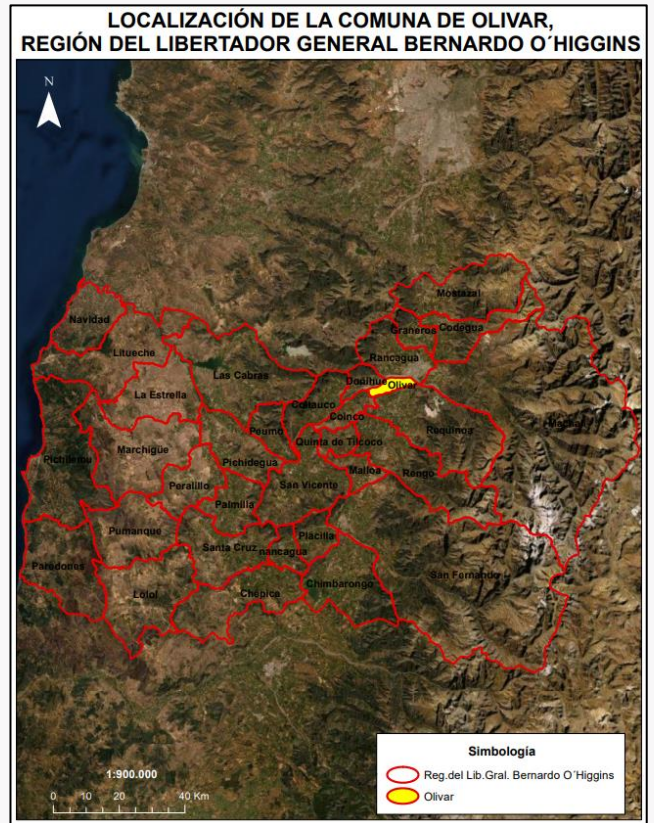 LOCALIZACIÓN DE LA COMUNA DE OLIVAR,
REGIÓN DEL LIBERTADOR GENERAL BERNARDO O´HIGGINS
N
Mostazal
Navidad
Graneros Codegua
Litueche
Rancagua
Las Cabras
Doñihue Olivar
La Estrella
Coltauco
Machalí
Coinco
Peumo
Requinoa
Quinta de Tilcoco
Marchigüe
Pichilemu
Pichidegua
Malloa
Rengo
Peralillo
San Vicente
Palmilla
Pumanque
Placilla
Santa Cruz
nancagua
Paredones
San Fernando
Chimbarongo
Lolol
Chépica
Simbología
Reg.del Lib.Gral. Bernardo O´Higgins
Olivar
1:900.000
0 10 20 40 Km